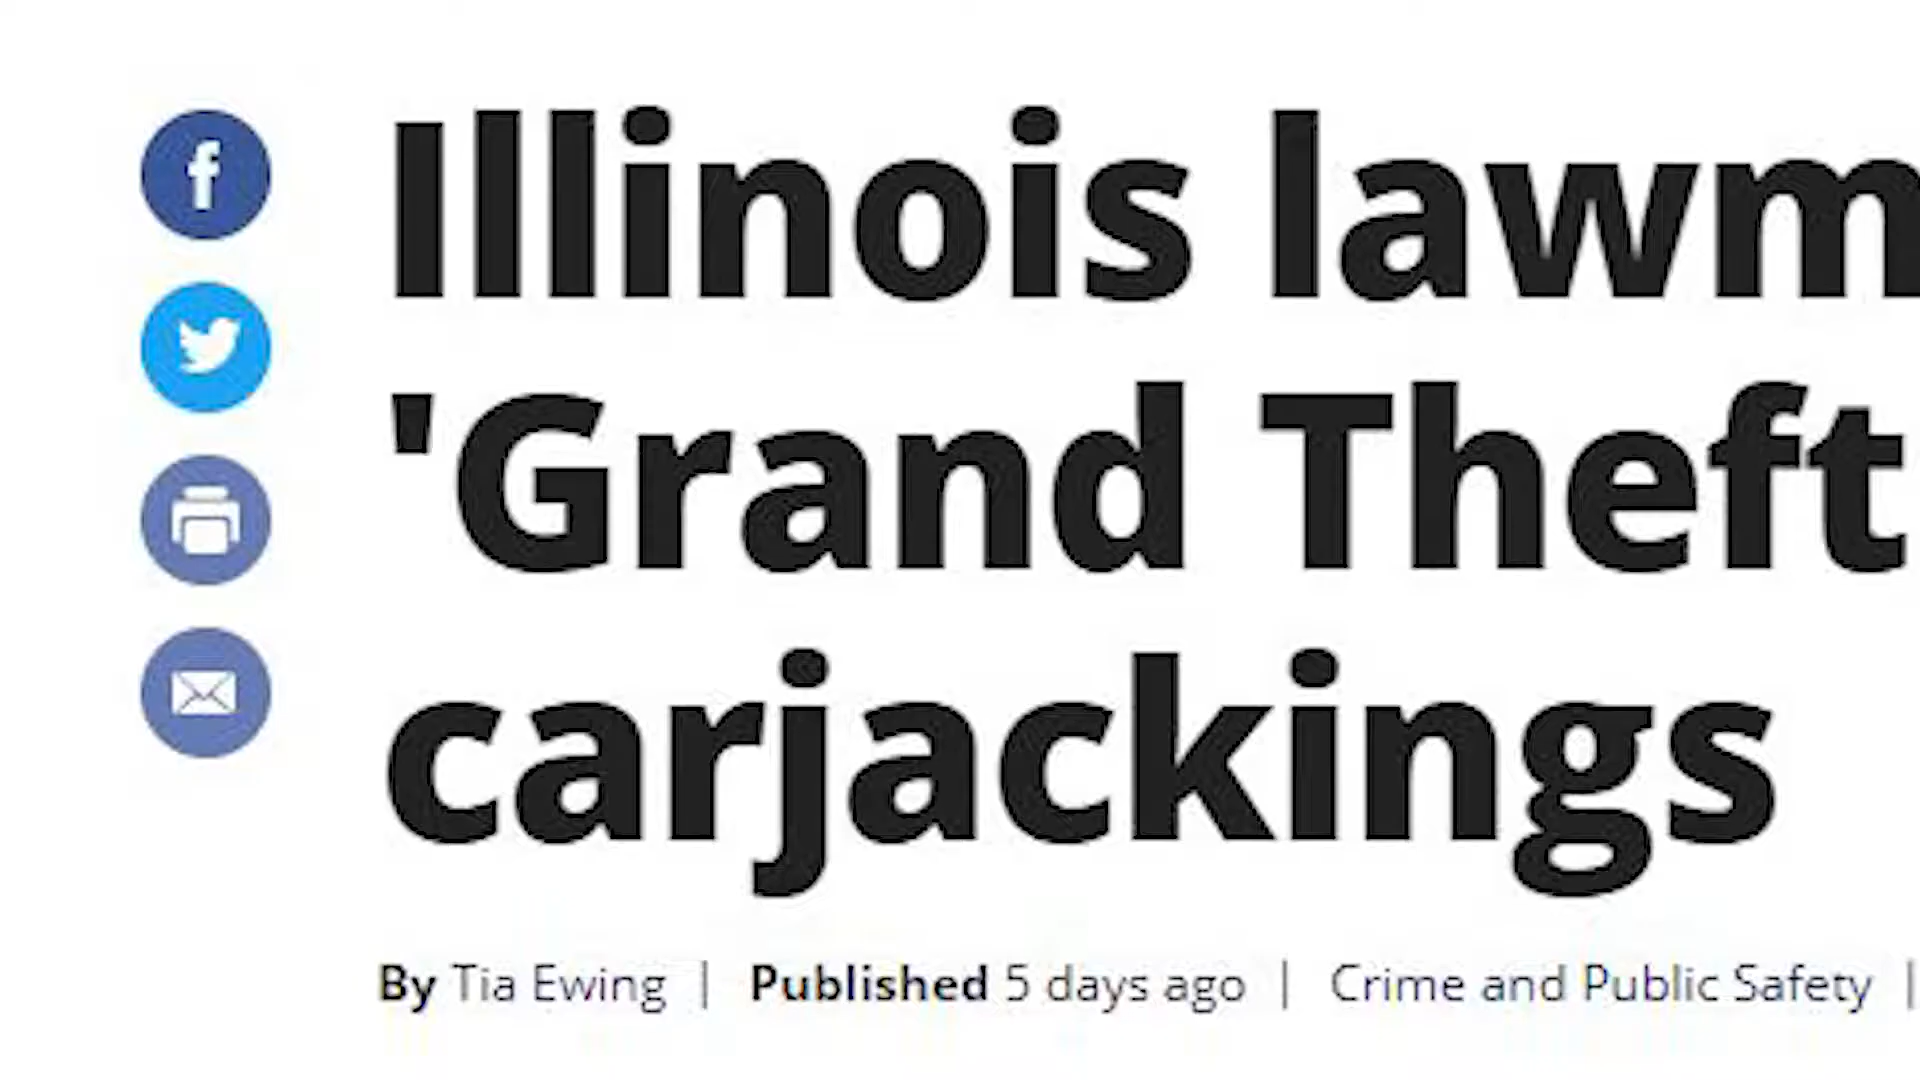 Illinois lawm
'Grand Theft
carjackings
By Tia Ewing | Published 5 days ago | Crime and Public Safety |